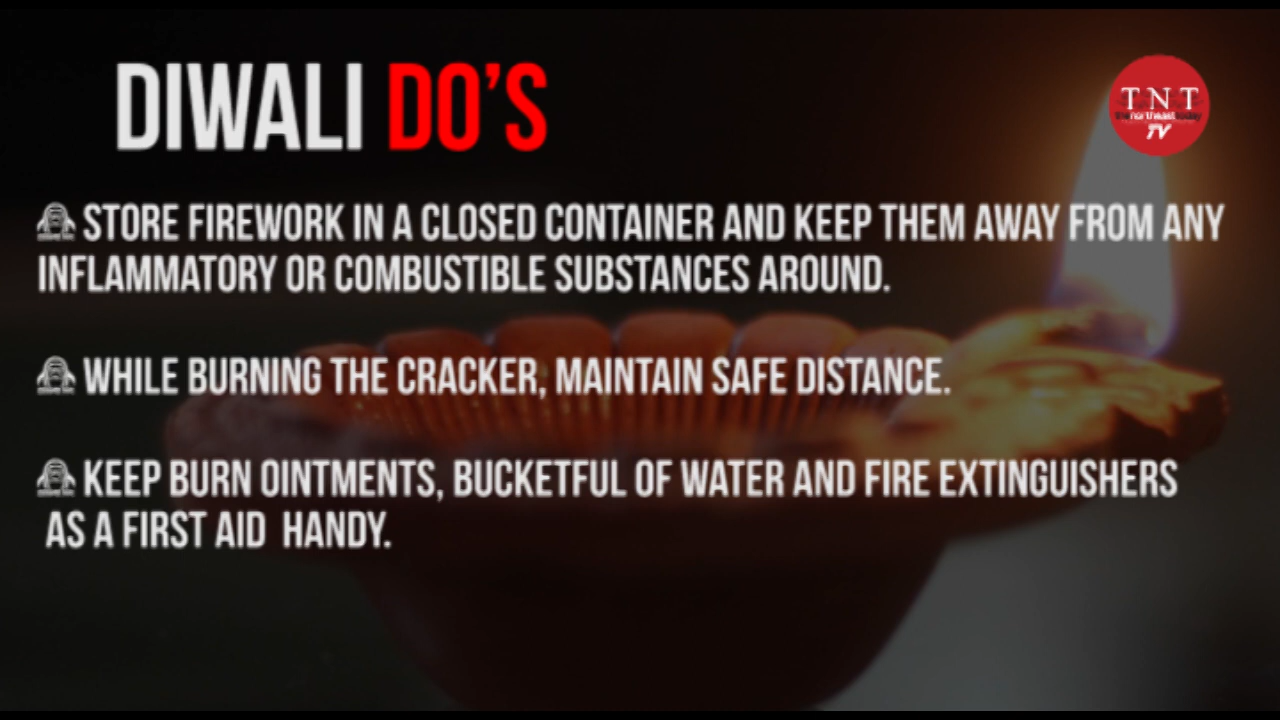 DIWALI DO'S
TNT
thenortheasttoday
TV
STORE FIREWORK IN A CLOSED CONTAINER AND KEEP THEM AWAY FROM ANY
INFLAMMATORY OR COMBUSTIBLE SUBSTANCES AROUND.
WHILE BURNING THE CRACKER, MAINTAIN SAFE DISTANCE.
KEEP BURN OINTMENTS, BUCKETFUL OF WATER AND FIRE EXTINGUISHERS
AS A FIRST AID HANDY.